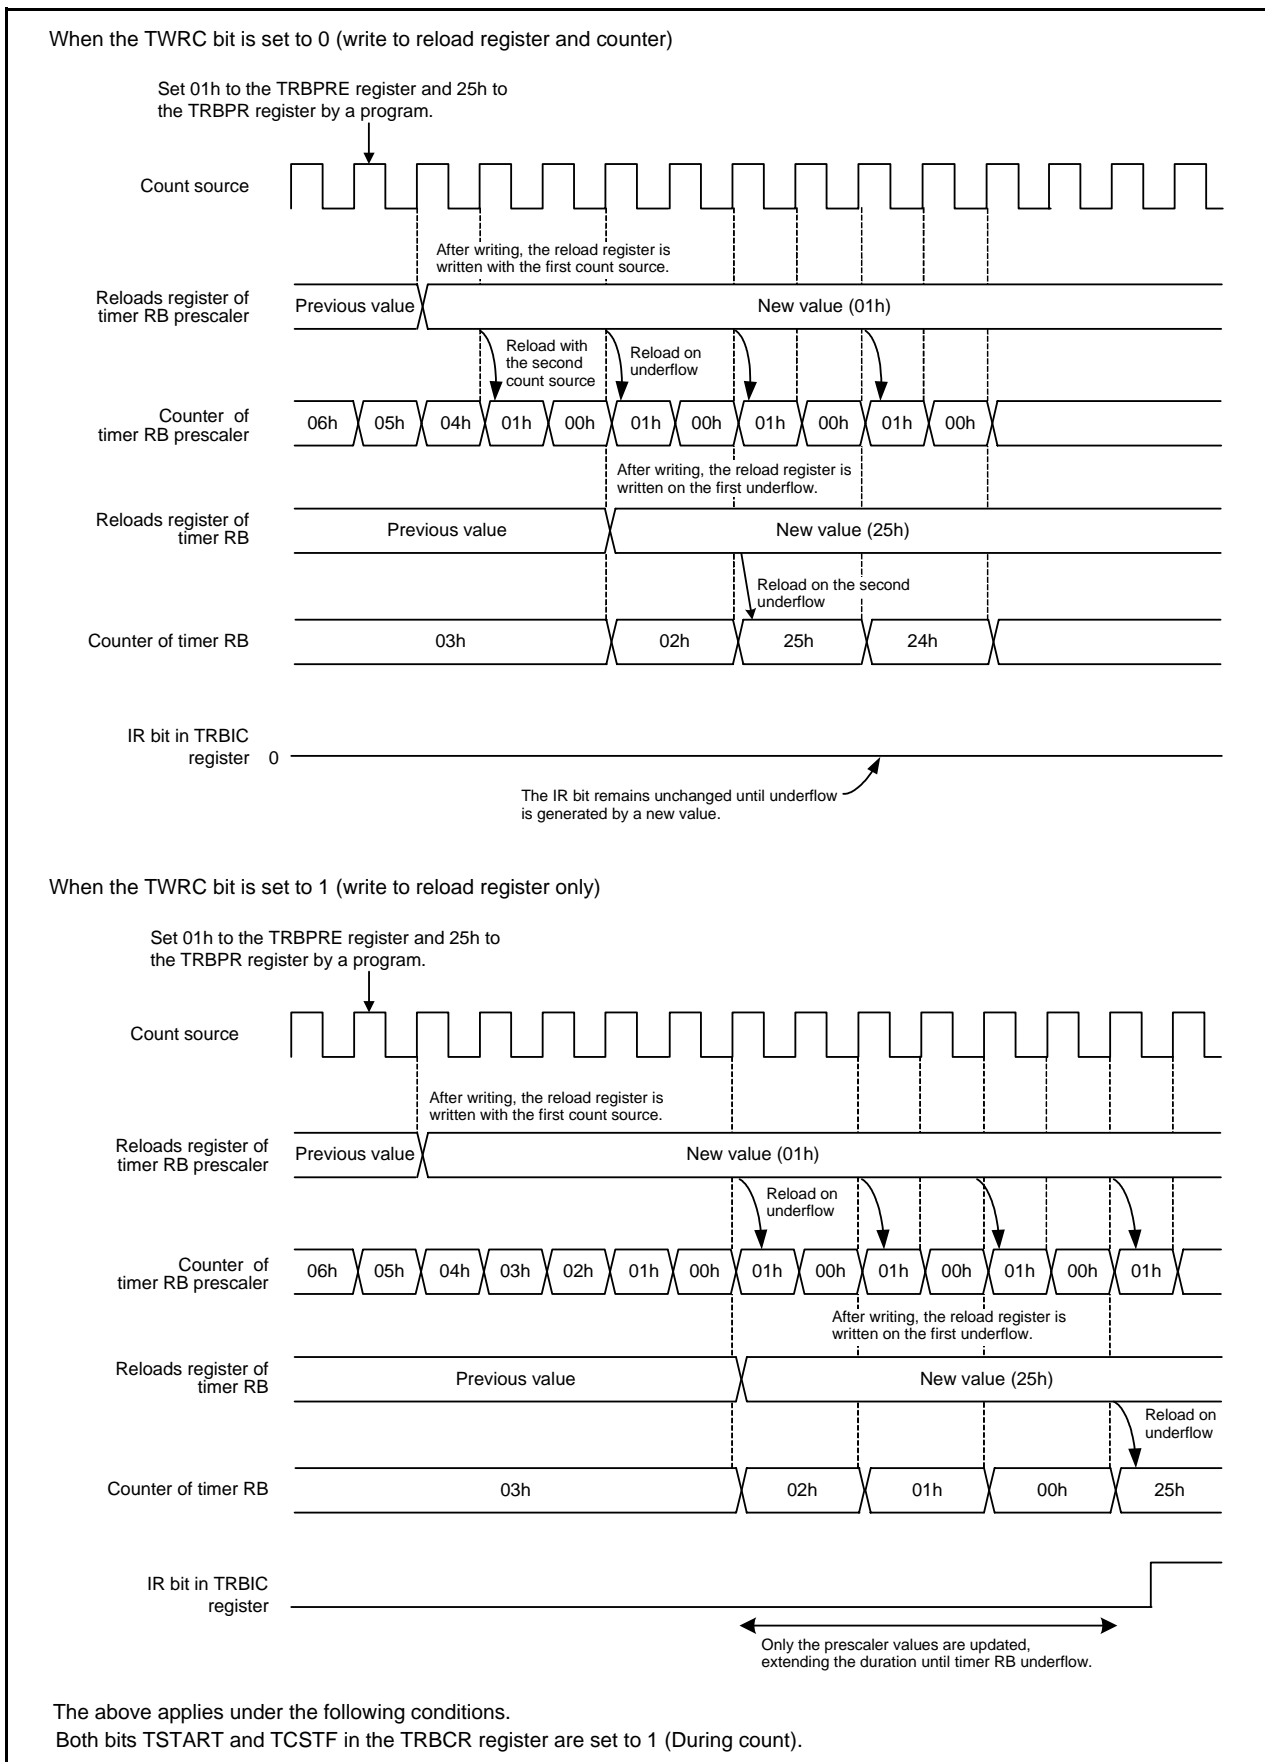 When the TWRC bit is set to 0 (write to reload register and counter)
Set 01h to the TRBPRE register and 25h to
the TRBPR register by a program.
Count source
After writing, the reload register is
written with the first count source.
Reloads register of
timer RB prescaler
Previous value
New value (01h)
Reload with
the second
count source
Reload on
underflow
Counter of
timer RB prescaler
06h 05h 04h 01h 00h 01h 00h 01h 00h 01h 00h
After writing, the reload register is
written on the first underflow.
Reloads register of
timer RB
Previous value
New value (25h)
Reload on the second
underflow
Counter of timer RB
03h 02h 25h 24h
IR bit in TRBIC
register
0
The IR bit remains unchanged until underflow
is generated by a new value.
When the TWRC bit is set to 1 (write to reload register only)
Set 01h to the TRBPRE register and 25h to
the TRBPR register by a program.
Count source
After writing, the reload register is
written with the first count source.
Reloads register of
timer RB prescaler
Previous value
New value (01h)
Reload on
underflow
Counter of
timer RB prescaler
06h 05h 04h 03h 02h 01h 00h 01h 00h 01h 00h 01h 00h 01h
After writing, the reload register is
written on the first underflow.
Reloads register of
timer RB
Previous value
New value (25h)
Reload on
underflow
Counter of timer RB
03h 02h 01h 00h 25h
IR bit in TRBIC
register
Only the prescaler values are updated,
extending the duration until timer RB underflow.
The above applies under the following conditions.
Both bits TSTART and TCSTF in the TRBCR register are set to 1 (During count).